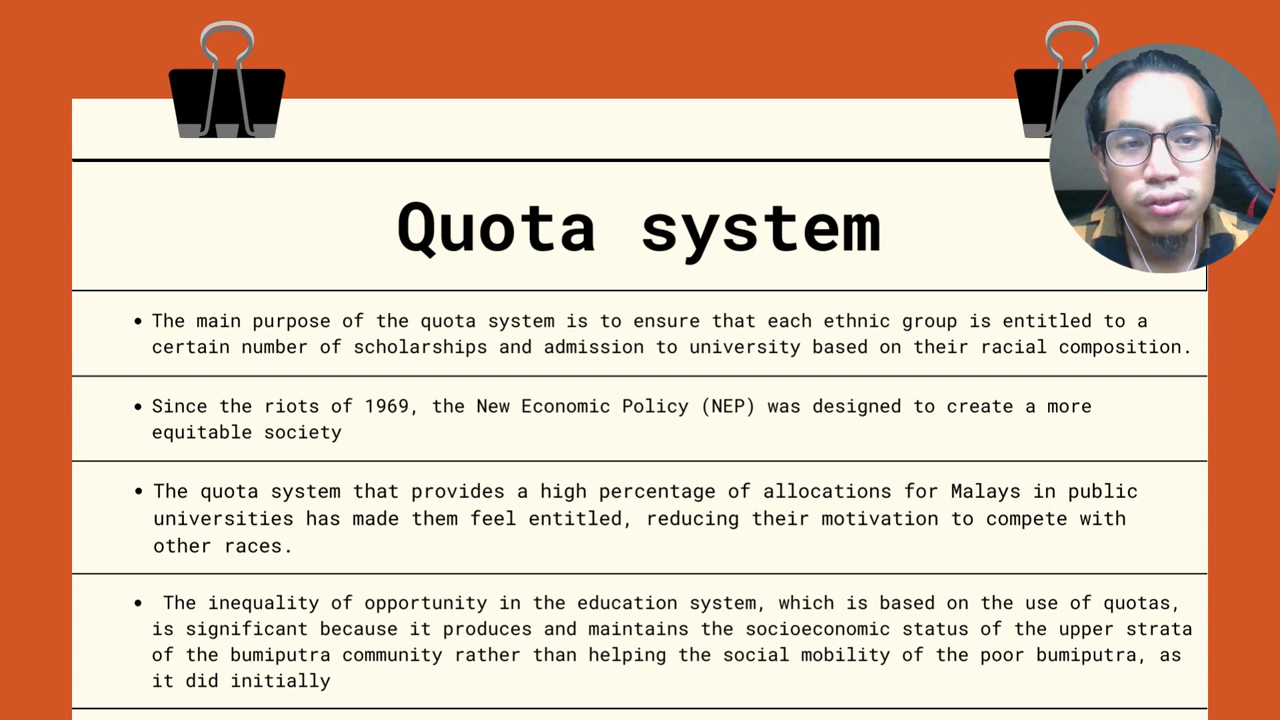 Quota system
• The main purpose of the quota system is to ensure that each ethnic group is entitled to a
certain number of scholarships and admission to university based on their racial composition.
• Since the riots of 1969, the New Economic Policy (NEP) was designed to create a more
equitable society
• The quota system that provides a high percentage of allocations for Malays in public
universities has made them feel entitled, reducing their motivation to compete with
other races.
• The inequality of opportunity in the education system, which is based on the use of quotas,
is significant because it produces and maintains the socioeconomic status of the upper strata
of the bumiputra community rather than helping the social mobility of the poor bumiputra, as
it did initially